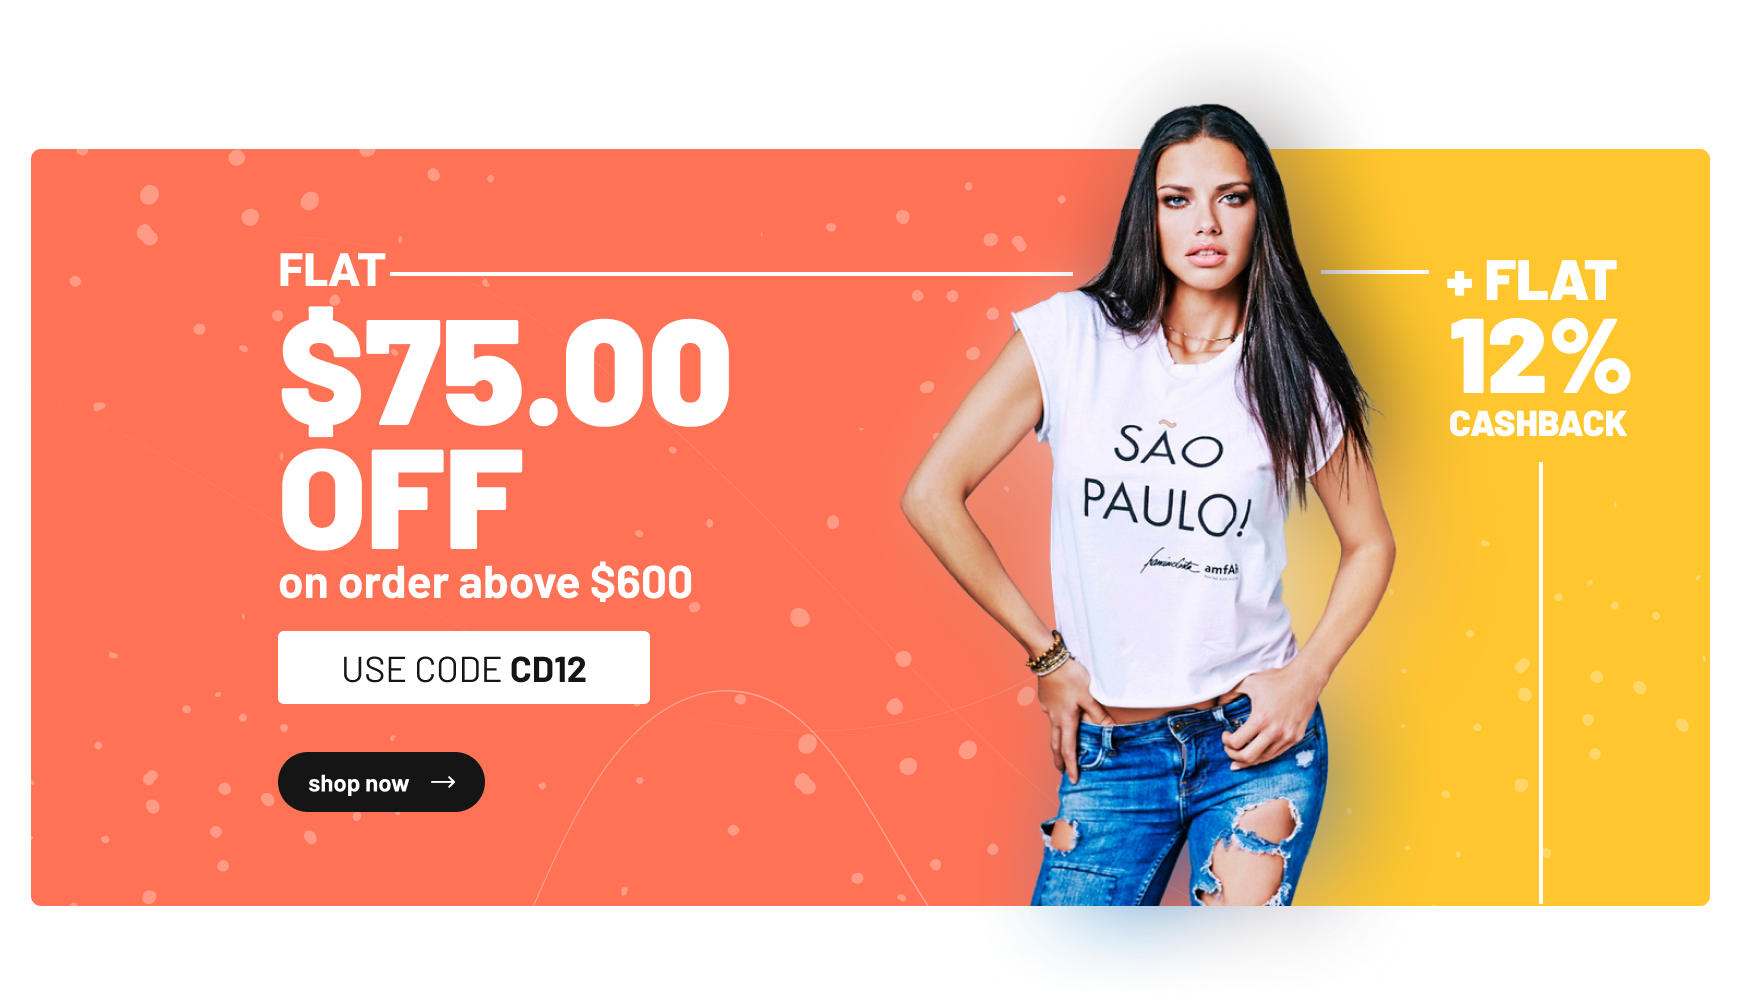 FLAT
$75.00
OFF
on order above $600
USE CODE CD12
shop now
+ FLAT
12%
CASHBACK
SÃO
PAULO!
amfAR